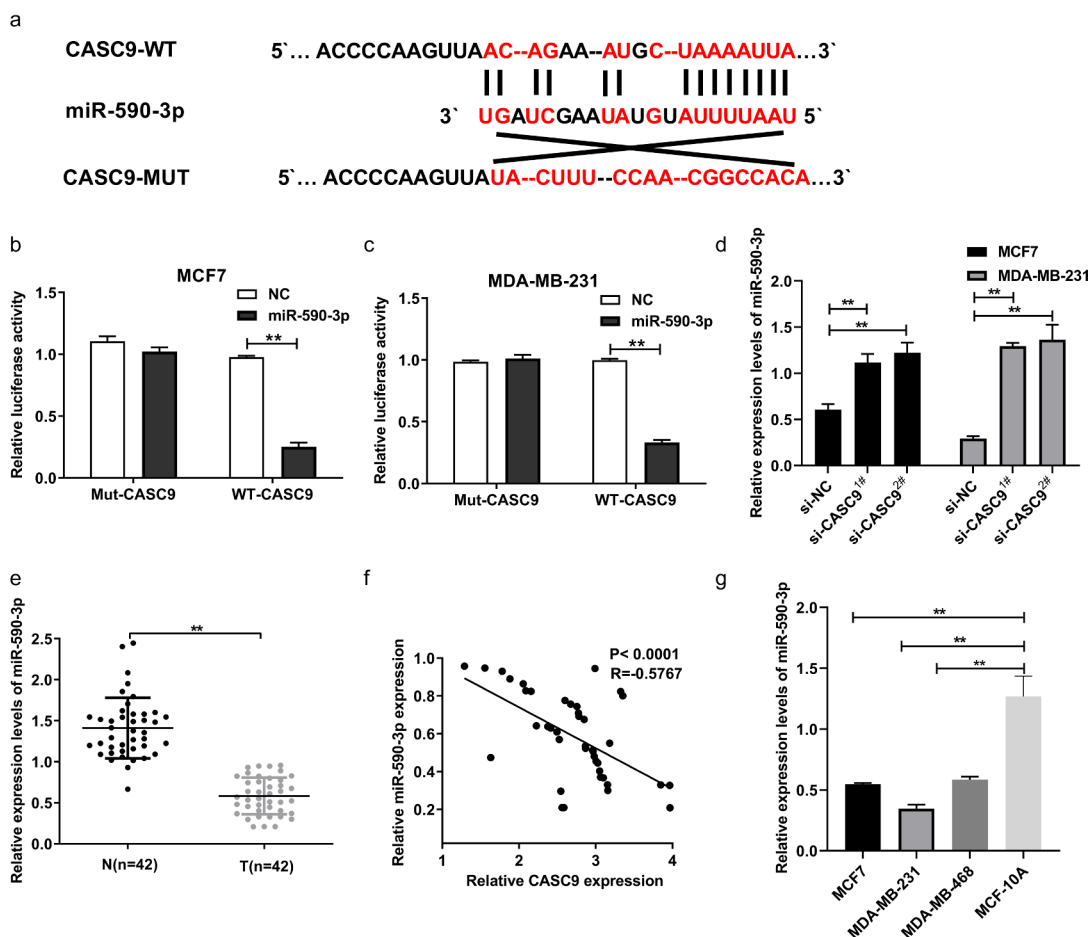 a
CASC9-WT 5`... ACCCCAAGUUAAC--AGAA--AUGC-UAAAAUUA...3`
miR-590-3p 3` UGAUCGAAUAUGUAUUUUAAU 5`
CASC9-MUT 5`... ACCCCAAGUUAUA--CUUU--CCAA--CGGCCACA...3`
b
MCF7
NC
miR-590-3p
**
Relative luciferase activity
1.5
1.0
0.5
0.0
Mut-CASC9 WT-CASC9
c
MDA-MB-231
NC
miR-590-3p
**
Relative luciferase activity
1.5
1.0
0.5
0.0
Mut-CASC9 WT-CASC9
d
MCF7
MDA-MB-231
** **
** **
Relative expression levels of miR-590-3p
2.0
1.5
1.0
0.5
0.0
si-NC si-CASC9 1# si-CASC9 2# si-NC si-CASC9 1# si-CASC9 2#
e
**
Relative expression levels of miR-590-3p
2.5
2.0
1.5
1.0
0.5
0.0
N(n=42) T(n=42)
f
P< 0.0001
R=-0.5767
Relative miR-590-3p expression
1.0
0.8
0.6
0.4
0.2
1 2 3 4
Relative CASC9 expression
g
**
**
**
Relative expression levels of miR-590-3p
2.0
1.5
1.0
0.5
0.0
MCF7 MDA-MB-231 MDA-MB-468 MCF-10A